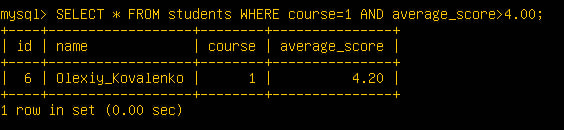 mysql> SELECT * FROM students WHERE course=1 AND average_score>4.00;
+----+------------------+--------+---------------+
| id | name             | course | average_score |
+----+------------------+--------+---------------+
|  6 | Olexiy_Kovalenko |      1 |          4.20 |
+----+------------------+--------+---------------+
1 row in set (0.00 sec)